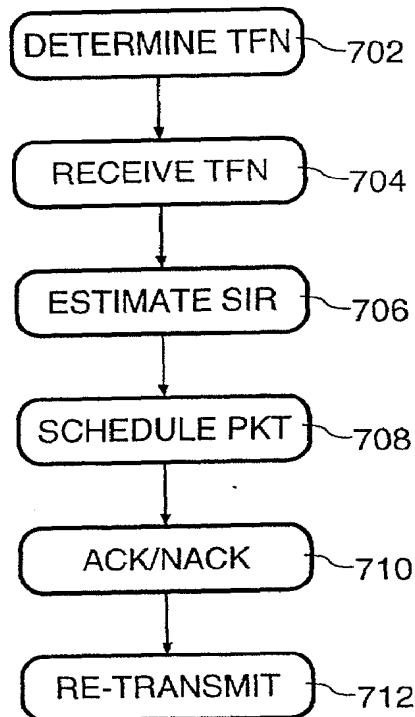 DETERMINE TFN 702
RECEIVE TFN 704
ESTIMATE SIR 706
SCHEDULE PKT 708
ACK/NACK 710
RE-TRANSMIT 712